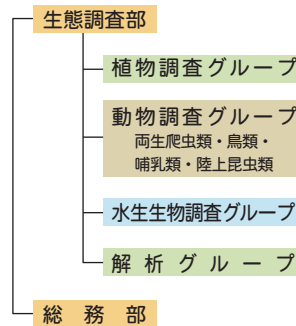 生態調査部
植物調査グループ
動物調査グループ
両生爬虫類・鳥類・
哺乳類・陸上昆虫類
水生生物調査グループ
解析グループ
総務部